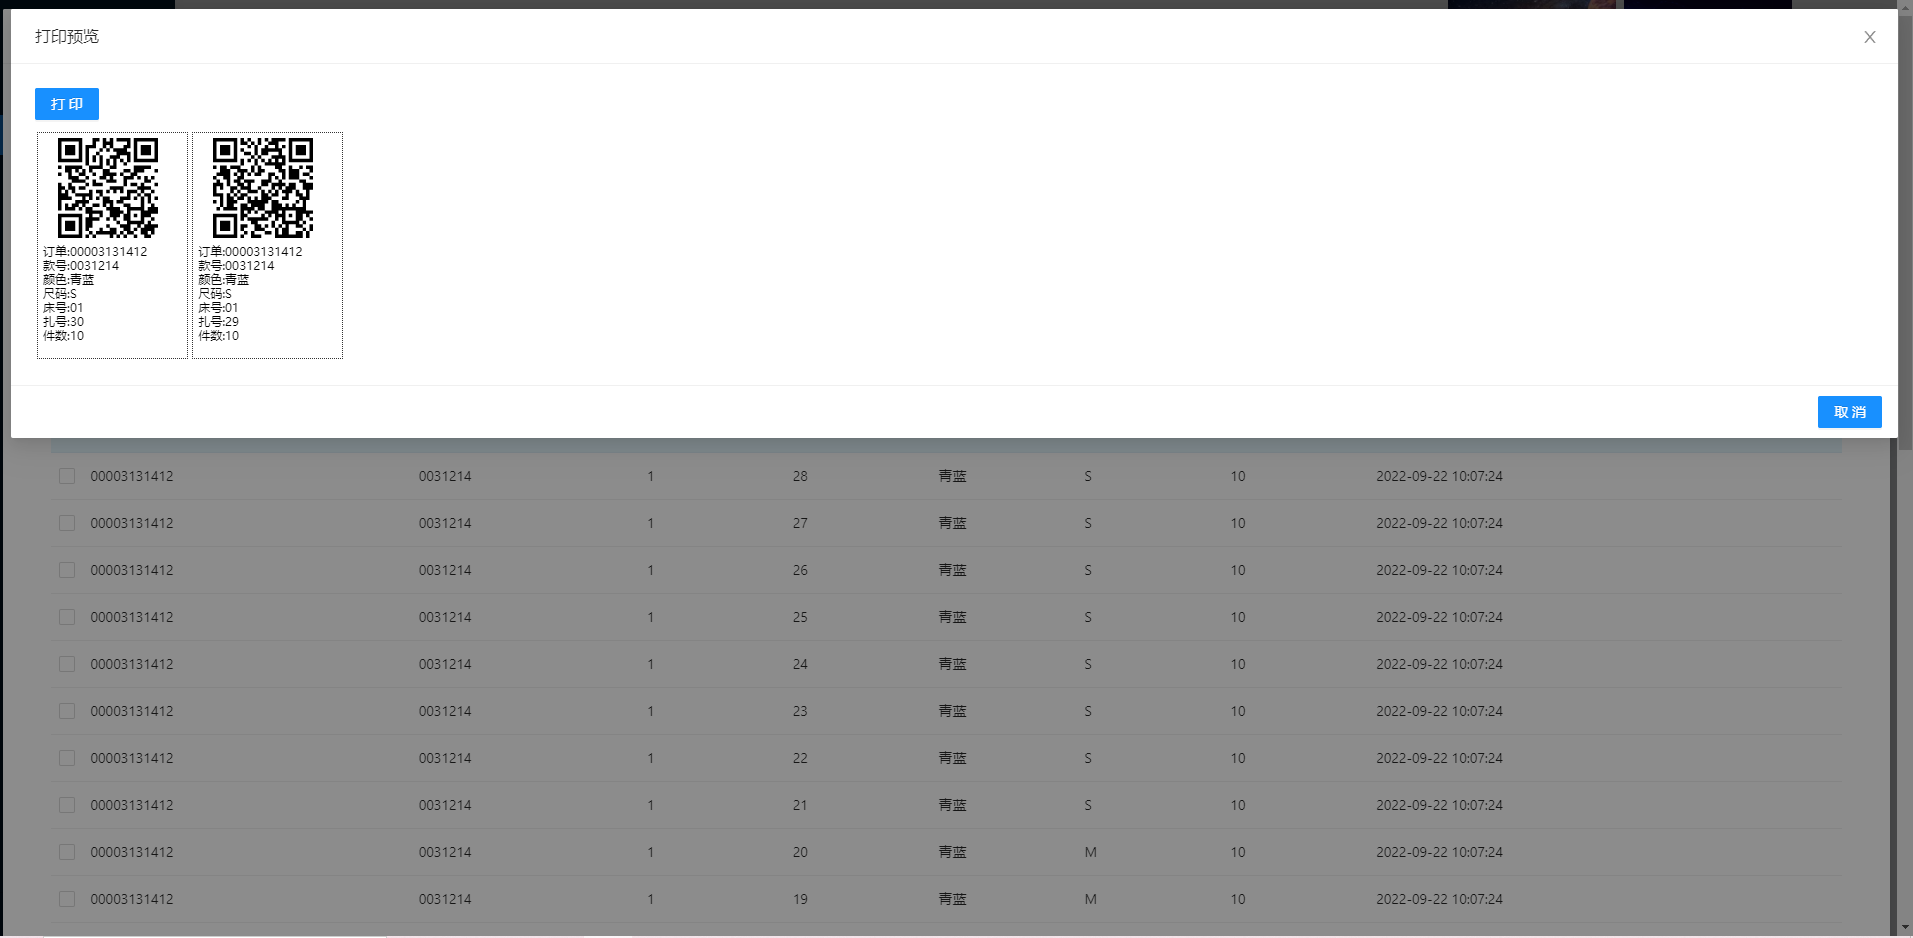 打印预览
打印
订单:00003131412
款号:0031214
颜色:青蓝
尺码:S
床号:01
扎号:30
件数:10
订单:00003131412
款号:0031214
颜色:青蓝
尺码:S
床号:01
扎号:29
件数:10
取消
00003131412 0031214 1 28 青蓝 S 10 2022-09-22 10:07:24
00003131412 0031214 1 27 青蓝 S 10 2022-09-22 10:07:24
00003131412 0031214 1 26 青蓝 S 10 2022-09-22 10:07:24
00003131412 0031214 1 25 青蓝 S 10 2022-09-22 10:07:24
00003131412 0031214 1 24 青蓝 S 10 2022-09-22 10:07:24
00003131412 0031214 1 23 青蓝 S 10 2022-09-22 10:07:24
00003131412 0031214 1 22 青蓝 S 10 2022-09-22 10:07:24
00003131412 0031214 1 21 青蓝 S 10 2022-09-22 10:07:24
00003131412 0031214 1 20 青蓝 M 10 2022-09-22 10:07:24
00003131412 0031214 1 19 青蓝 M 10 2022-09-22 10:07:24